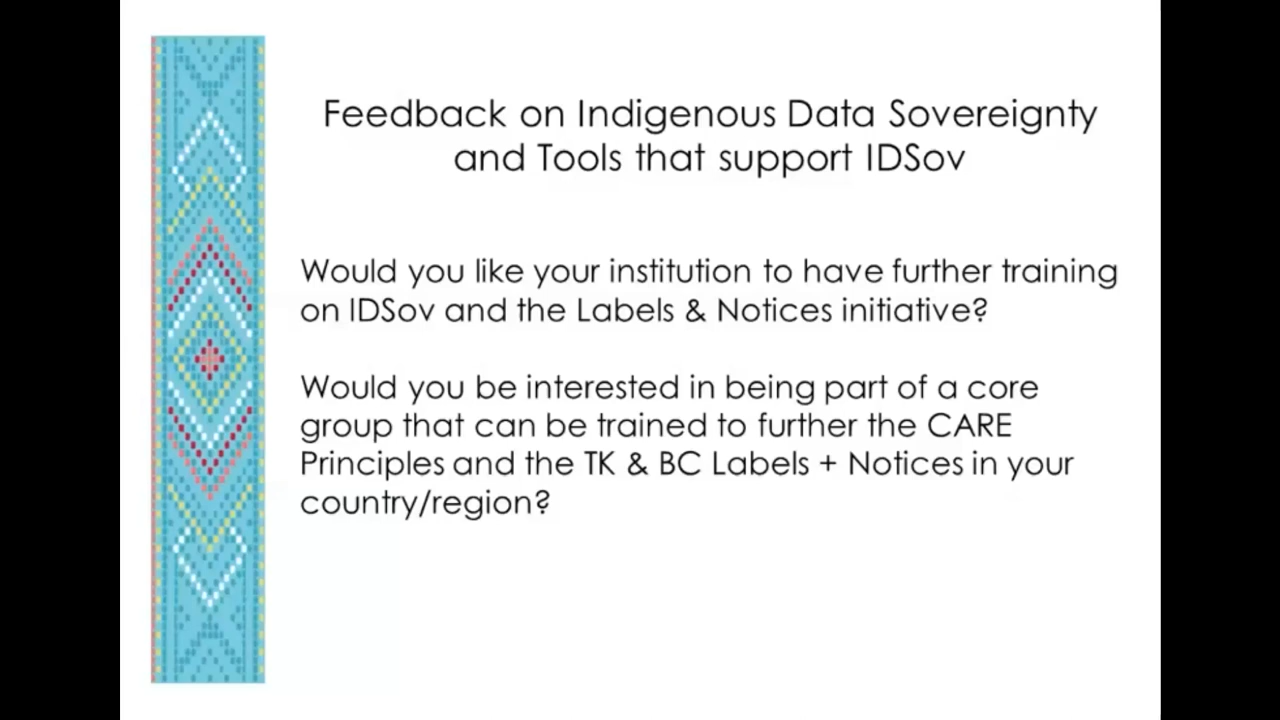 Feedback on Indigenous Data Sovereignty
and Tools that support IDSov
Would you like your institution to have further training
on IDSov and the Labels & Notices initiative?
Would you be interested in being part of a core
group that can be trained to further the CARE
Principles and the TK & BC Labels + Notices in your
country/region?